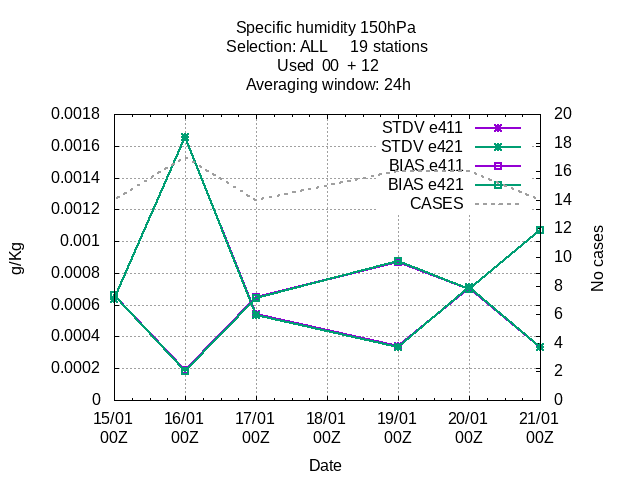 Specific humidity 150hPa
Selection: ALL     19 stations
Used  00  + 12
Averaging window: 24h
STDV e411
STDV e421
BIAS e411
BIAS e421
CASES
g/Kg
0.0018
0.0016
0.0014
0.0012
0.001
0.0008
0.0006
0.0004
0.0002
0
No cases
20
18
16
14
12
10
8
6
4
2
0
15/01 16/01 17/01 18/01 19/01 20/01 21/01
00Z 00Z 00Z 00Z 00Z 00Z 00Z
Date